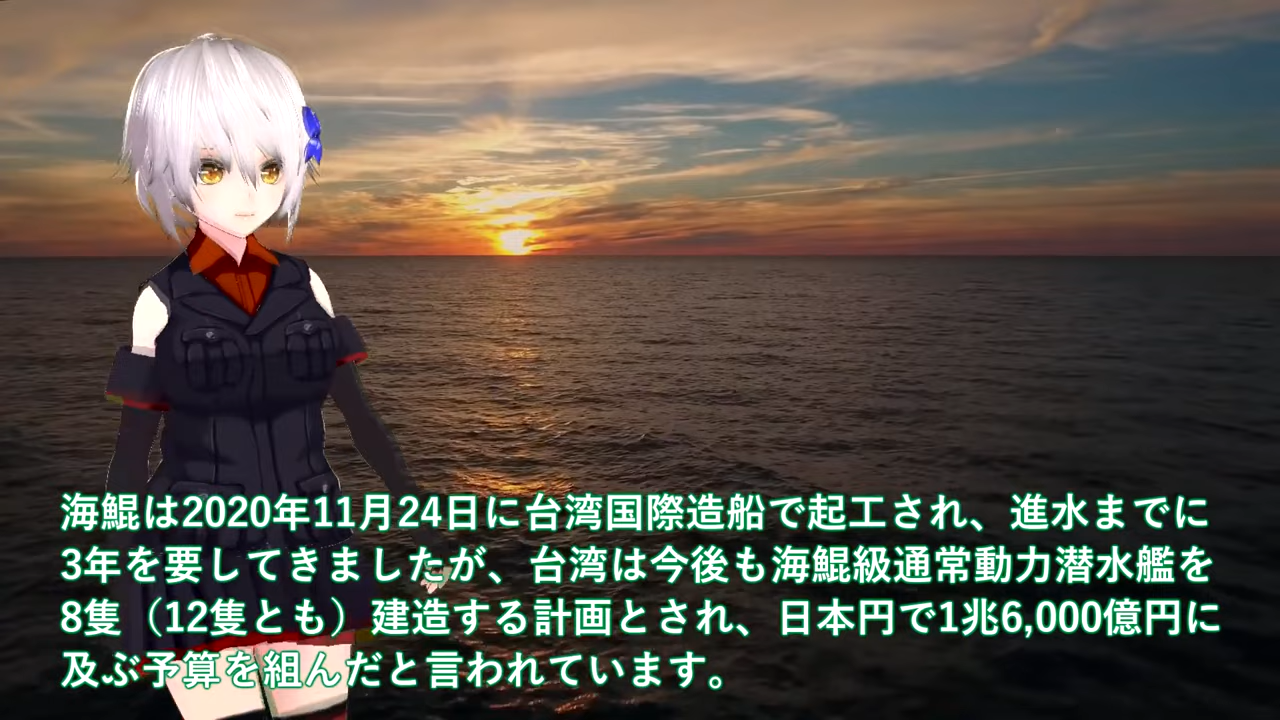 海鯤は2020年11月24日に台湾国際造船で起工され、進水までに
3年を要してきましたが、台湾は今後も海鯤級通常動力潜水艦を
8隻（12隻とも）建造する計画とされ、日本円で1兆6,000億円に
及ぶ予算を組んだと言われています。